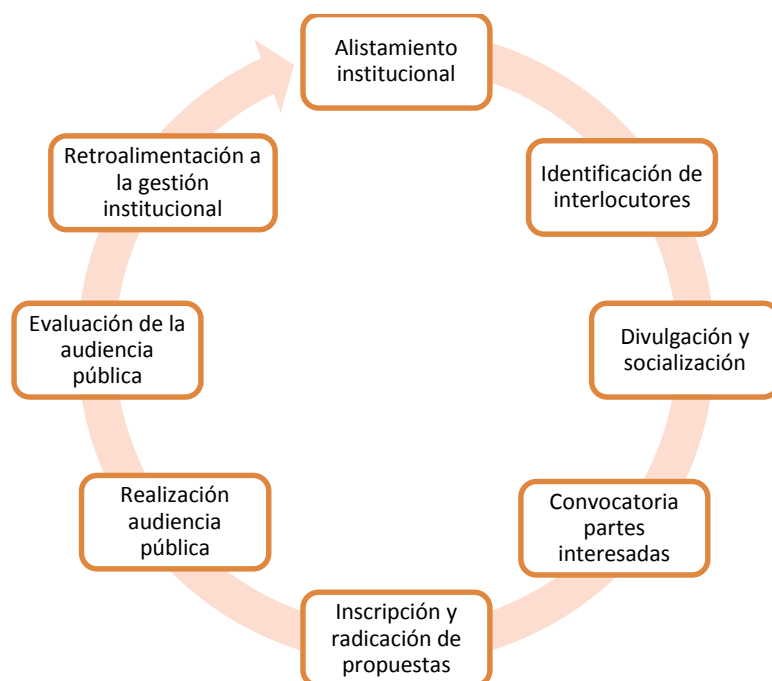 Alistamiento
institucional
Identificación de
interlocutores
Divulgación y
socialización
Convocatoria
partes
interesadas
Inscripción y
radicación de
propuestas
Realización
audiencia
pública
Evaluación de la
audiencia
pública
Retroalimentación a
la gestión
institucional